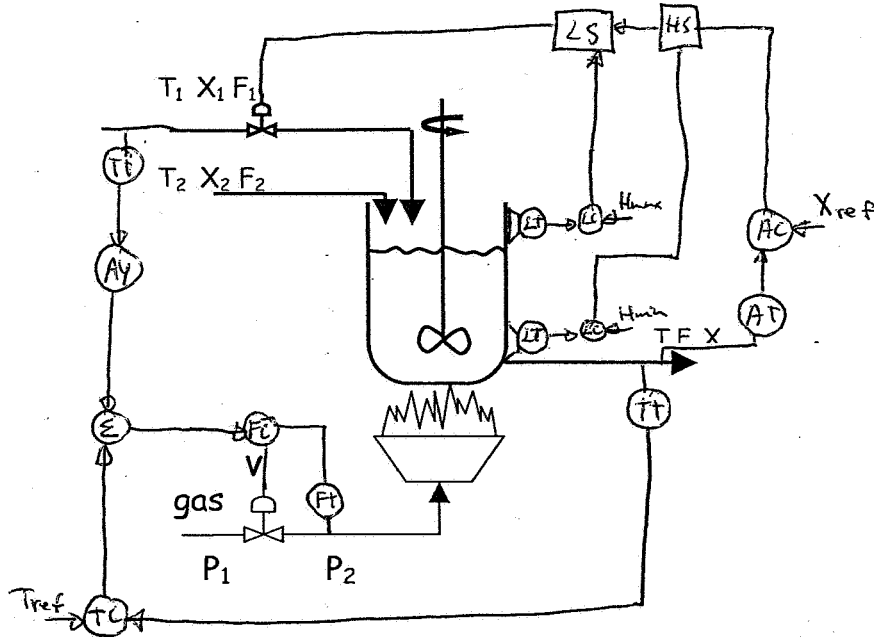 LS
HS
T1 X1 F1
Tt
T2 X2 F2
LT
LC
Hmax
AC
Xref
AY
LT
LC
Hmin
AT
T F X
Tt
Σ
Fc
V
gas
Ft
P1
P2
Tref
TC